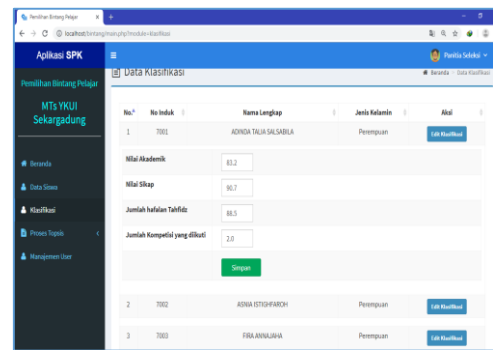 Pemilihan Bintang Pelajar
localhost/bintang/main.php?module=klasifikasi
Aplikasi SPK
Panitia Seleksi
Pemilihan Bintang Pelajar
MTs YKUI
Sekargadung
Beranda
Data Siswa
Klasifikasi
Proses Topsis
Manajemen User
Data Klasifikasi
Beranda - Data Klasifikasi
No. No Induk Nama Lengkap Jenis Kelamin Aksi
1 7001 ADINDA TALIA SALSABILA Perempuan Edit Klasifikasi
Nilai Akademik 83.2
Nilai Sikap 90.7
Jumlah hafalan Tahfidz 88.5
Jumlah Kompetisi yang diikuti 2.0
Simpan
2 7002 ASNIA ISTIGHFAROH Perempuan Edit Klasifikasi
3 7003 FIRA ANNAJAHA Perempuan Edit Klasifikasi